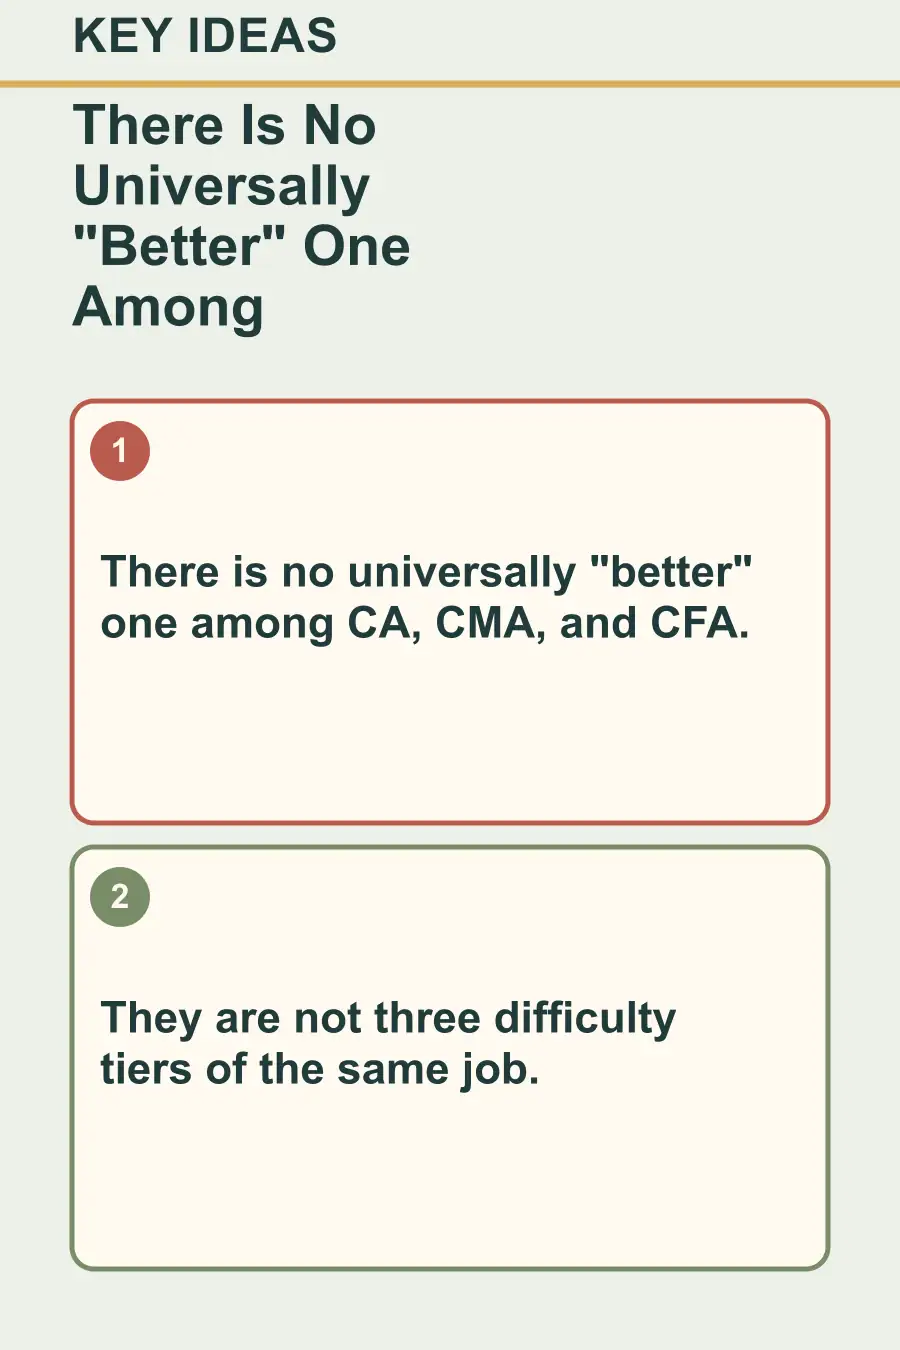 KEY IDEAS
There Is No
Universally
"Better" One
Among
1
There is no universally "better"
one among CA, CMA, and CFA.
2
They are not three difficulty
tiers of the same job.